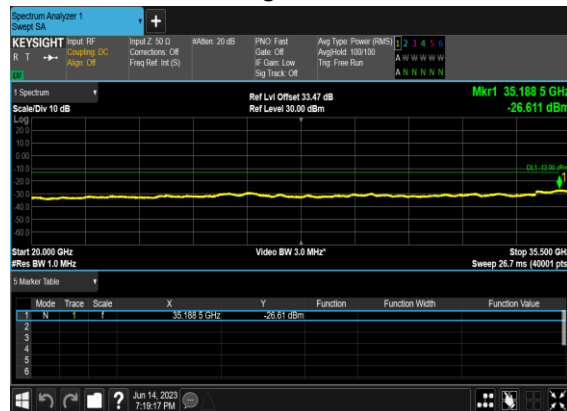 Spectrum Analyzer 1
Swept SA
KEYSIGHT Input: RF Input Z: 50 Ω #Atten: 20 dB PNO: Fast Avg Type: Power (RMS) 1 2 3 4 5 6
R T Coupling: DC Corrections: Off Gate: Off Avg|Hold: 100/100 A W W W W W
Align: Off Freq Ref: Int (S) IF Gain: Low Trig: Free Run
Sig Track: Off A N N N N N
1 Spectrum Ref Lvl Offset 33.47 dB Mkr1 35.188 5 GHz
Scale/Div 10 dB Ref Level 30.00 dBm -26.611 dBm
Log
20.0
10.0
0.00
-10.0
DL1 -13.00 dBm
1
-20.0
-30.0
-40.0
-50.0
-60.0
Start 20.000 GHz Video BW 3.0 MHz* Stop 35.500 GHz
#Res BW 1.0 MHz Sweep 26.7 ms (40001 pts)
5 Marker Table
Mode Trace Scale X Y Function Function Width Function Value
1 N 1 f 35.188 5 GHz -26.61 dBm
2
3
4
5
6
? Jun 14, 2023
7:19:17 PM